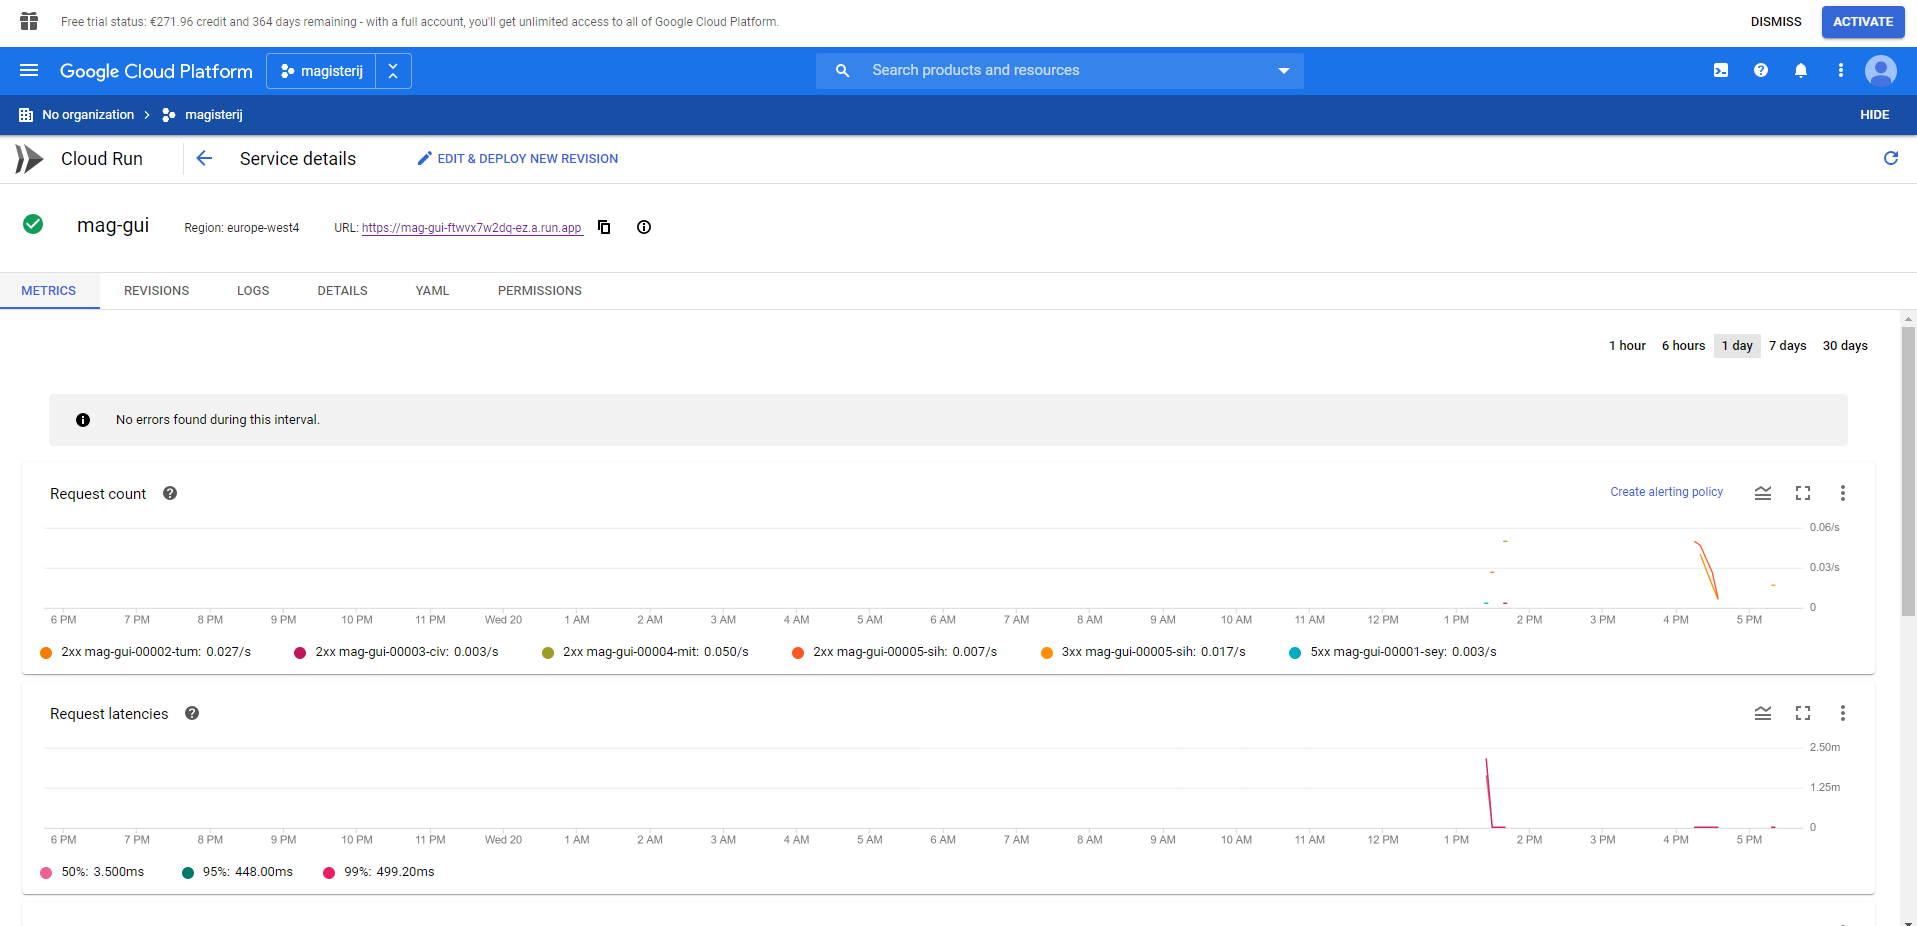 Free trial status: €271.96 credit and 364 days remaining - with a full account, you'll get unlimited access to all of Google Cloud Platform.
DISMISS
ACTIVATE
Google Cloud Platform
magisterij
Search products and resources
No organization
magisterij
HIDE
Cloud Run
Service details
EDIT & DEPLOY NEW REVISION
mag-gui
Region: europe-west4
URL: https://mag-gui-ftwvx7w2dq-ez.a.run.app
METRICS REVISIONS LOGS DETAILS YAML PERMISSIONS
1 hour 6 hours 1 day 7 days 30 days
No errors found during this interval.
Request count
Create alerting policy
0.06/s
0.03/s
0
6 PM 7 PM 8 PM 9 PM 10 PM 11 PM Wed 20 1 AM 2 AM 3 AM 4 AM 5 AM 6 AM 7 AM 8 AM 9 AM 10 AM 11 AM 12 PM 1 PM 2 PM 3 PM 4 PM 5 PM
2xx mag-gui-00002-tum: 0.027/s 2xx mag-gui-00003-civ: 0.003/s 2xx mag-gui-00004-mit: 0.050/s 2xx mag-gui-00005-sih: 0.007/s 3xx mag-gui-00005-sih: 0.017/s 5xx mag-gui-00001-sey: 0.003/s
Request latencies
2.50m
1.25m
0
6 PM 7 PM 8 PM 9 PM 10 PM 11 PM Wed 20 1 AM 2 AM 3 AM 4 AM 5 AM 6 AM 7 AM 8 AM 9 AM 10 AM 11 AM 12 PM 1 PM 2 PM 3 PM 4 PM 5 PM
50%: 3.500ms 95%: 448.00ms 99%: 499.20ms